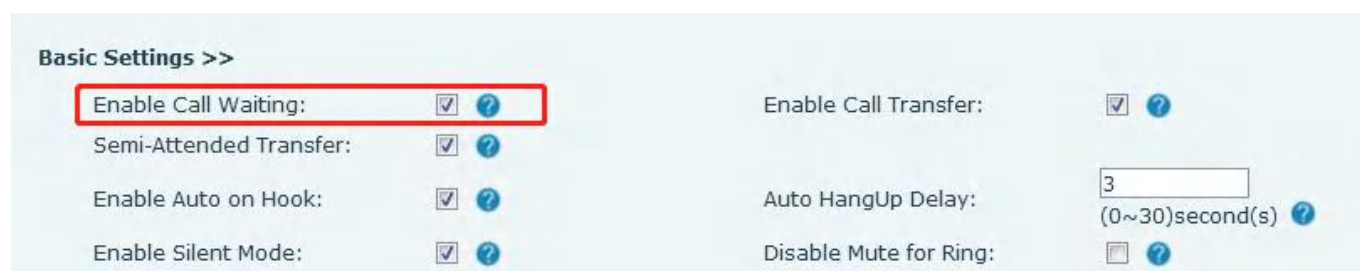 Basic Settings >>
Enable Call Waiting: ? Enable Call Transfer: ?
Semi-Attended Transfer: ?
Enable Auto on Hook: ? Auto HangUp Delay: 3
(0~30)second(s) ?
Enable Silent Mode: ? Disable Mute for Ring: ?